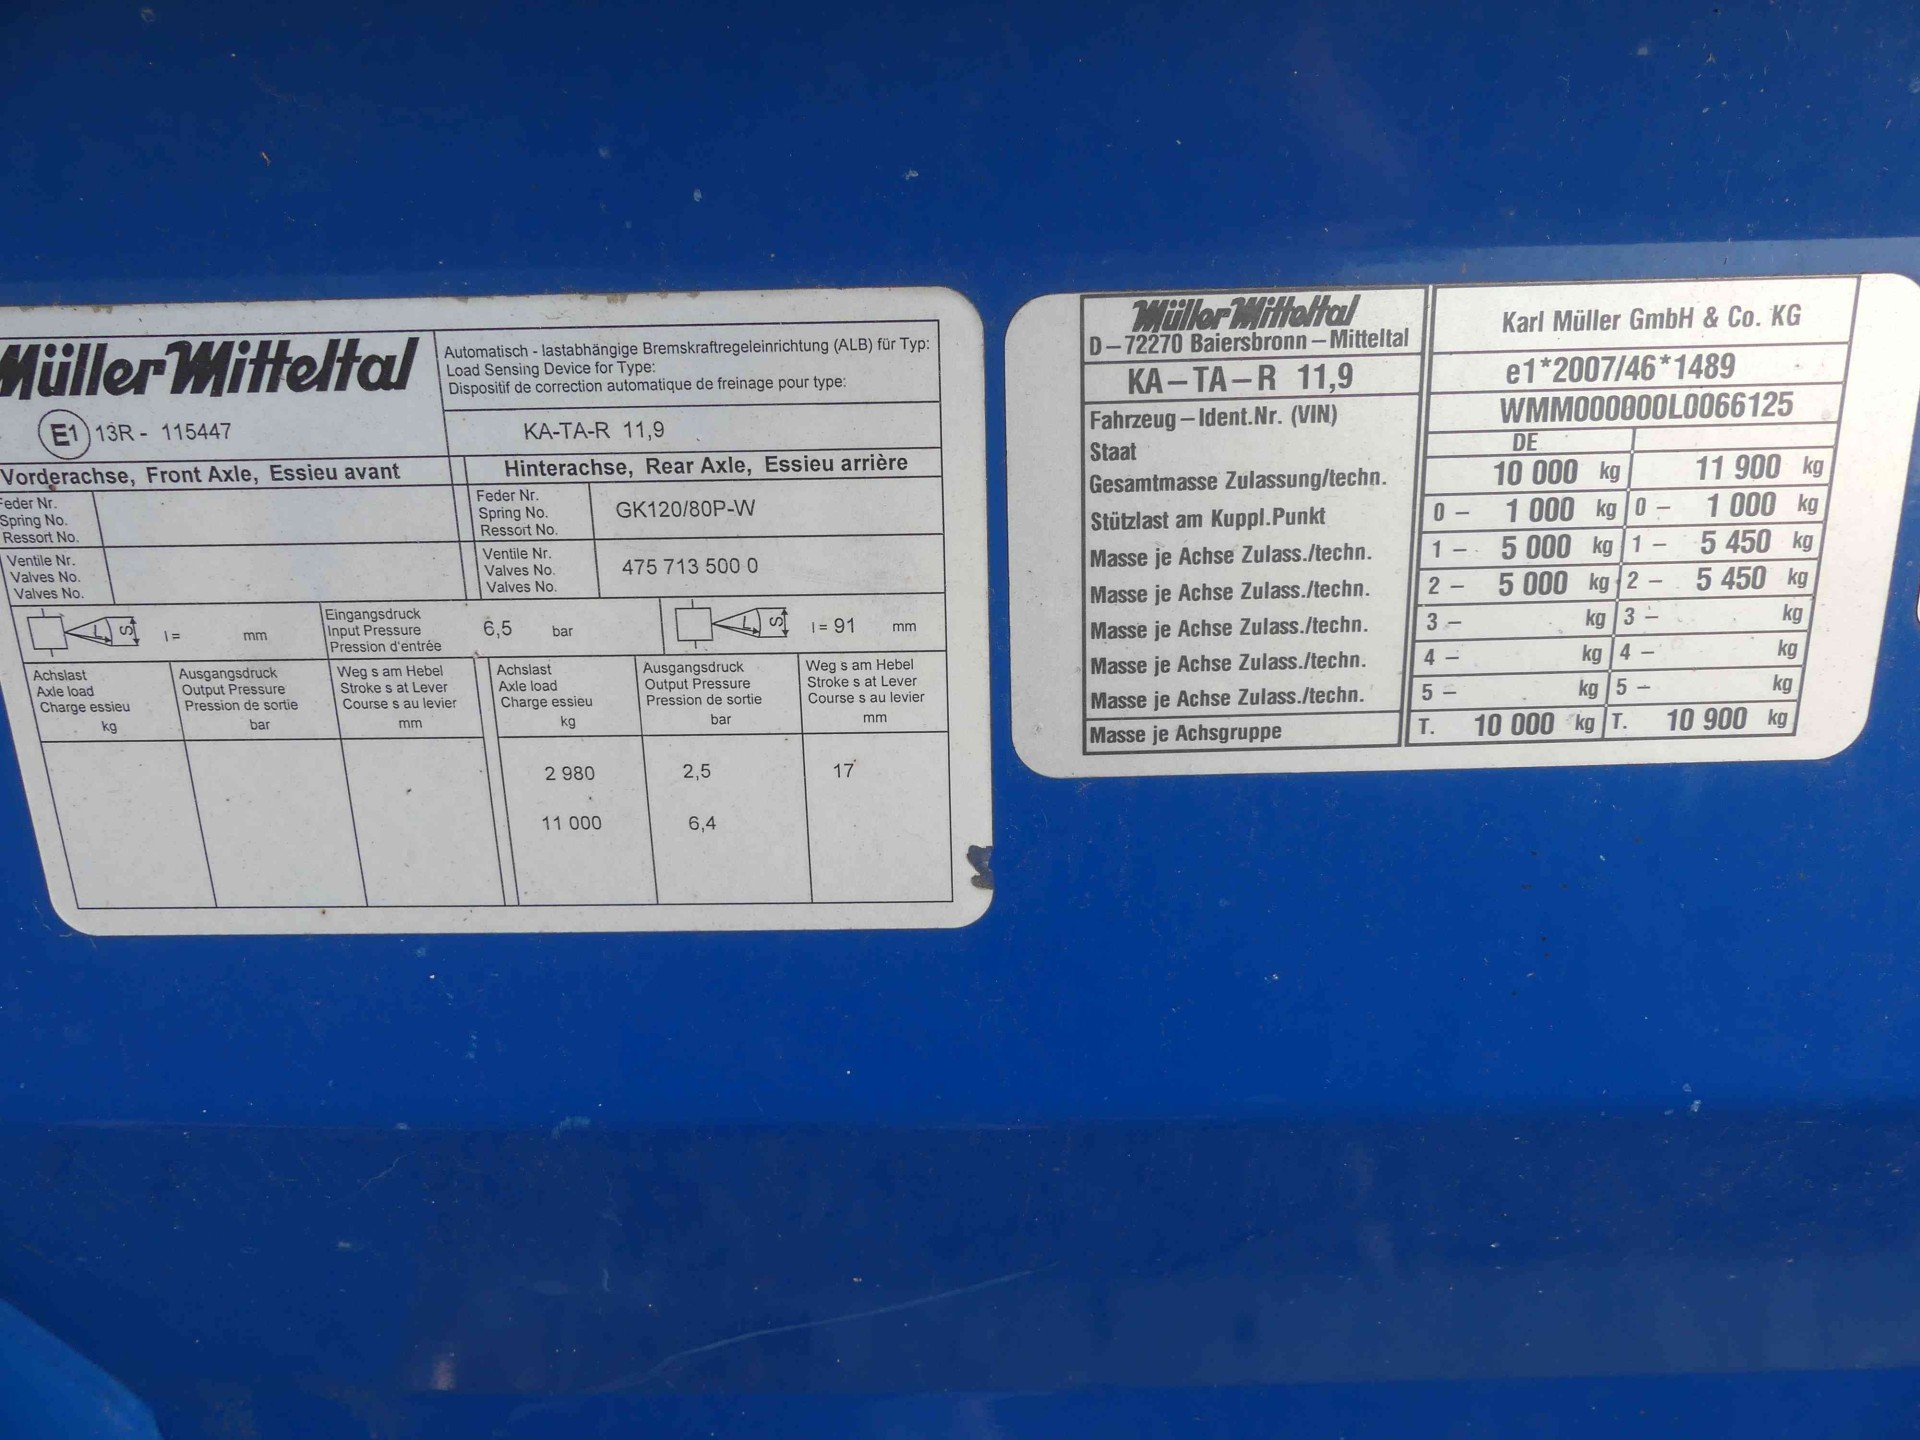 Müller Mitteltal
E1 13R - 115447
Automatisch - lastabhängige Bremskraftregeleinrichtung (ALB) für Typ:
Load Sensing Device for Type:
Dispositif de correction automatique de freinage pour type:
KA-TA-R 11,9
Vorderachse, Front Axle, Essieu avant
Hinterachse, Rear Axle, Essieu arrière
Feder Nr.
Spring No.
Ressort No.
Feder Nr.
Spring No.
Ressort No.
GK120/80P-W
Ventile Nr.
Valves No.
Valves No.
Ventile Nr.
Valves No.
Valves No.
475 713 500 0
L S l = mm
Eingangsdruck
Input Pressure
Pression d'entrée
6,5 bar
L S l = 91 mm
Achslast
Axle load
Charge essieu
kg
Ausgangsdruck
Output Pressure
Pression de sortie
bar
Weg s am Hebel
Stroke s at Lever
Course s au levier
mm
Achslast
Axle load
Charge essieu
kg
Ausgangsdruck
Output Pressure
Pression de sortie
bar
Weg s am Hebel
Stroke s at Lever
Course s au levier
mm
2 980 2,5 17
11 000 6,4
Müller Mitteltal
D-72270 Baiersbronn-Mitteltal
Karl Müller GmbH & Co. KG
KA-TA-R 11,9
e1*2007/46*1489
Fahrzeug-Ident.Nr. (VIN) WMM000000L0066125
Staat DE
Gesamtmasse Zulassung/techn. 10 000 kg 11 900 kg
Stützlast am Kuppl.Punkt 0 - 1 000 kg 0 - 1 000 kg
Masse je Achse Zulass./techn. 1 - 5 000 kg 1 - 5 450 kg
Masse je Achse Zulass./techn. 2 - 5 000 kg 2 - 5 450 kg
Masse je Achse Zulass./techn. 3 - kg 3 - kg
Masse je Achse Zulass./techn. 4 - kg 4 - kg
Masse je Achse Zulass./techn. 5 - kg 5 - kg
Masse je Achsgruppe T. 10 000 kg T. 10 900 kg